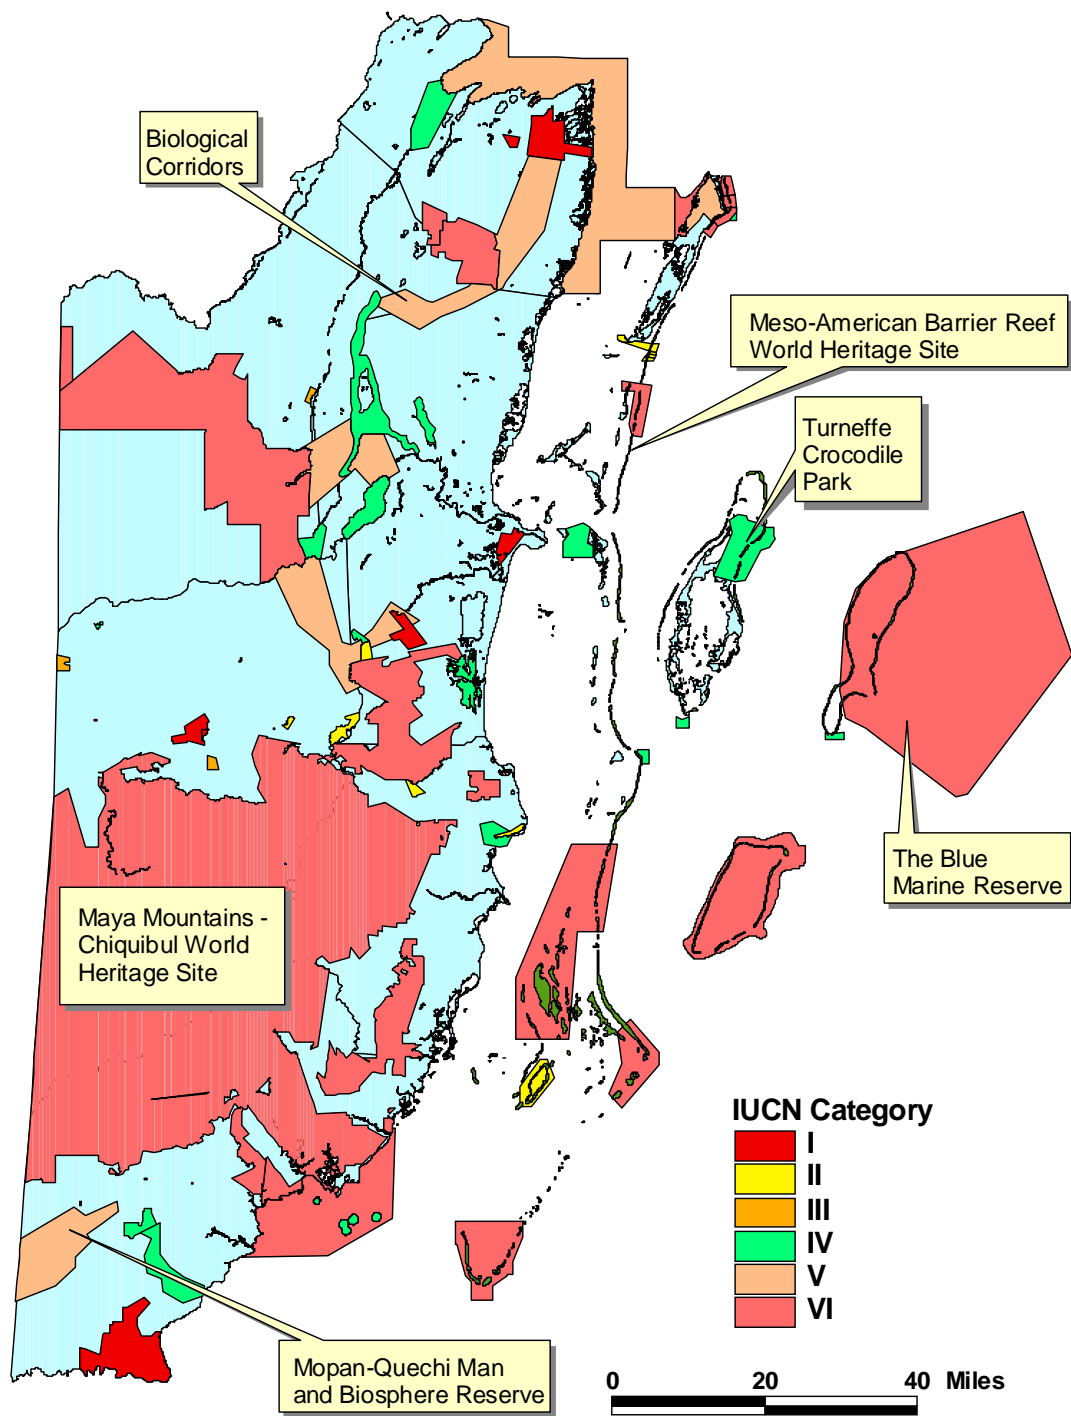 Biological
Corridors
Meso-American Barrier Reef
World Heritage Site
Turneffe
Crocodile
Park
The Blue
Marine Reserve
Maya Mountains -
Chiquibul World
Heritage Site
IUCN Category
I
II
III
IV
V
VI
Mopan-Quechi Man
and Biosphere Reserve
0 20 40 Miles